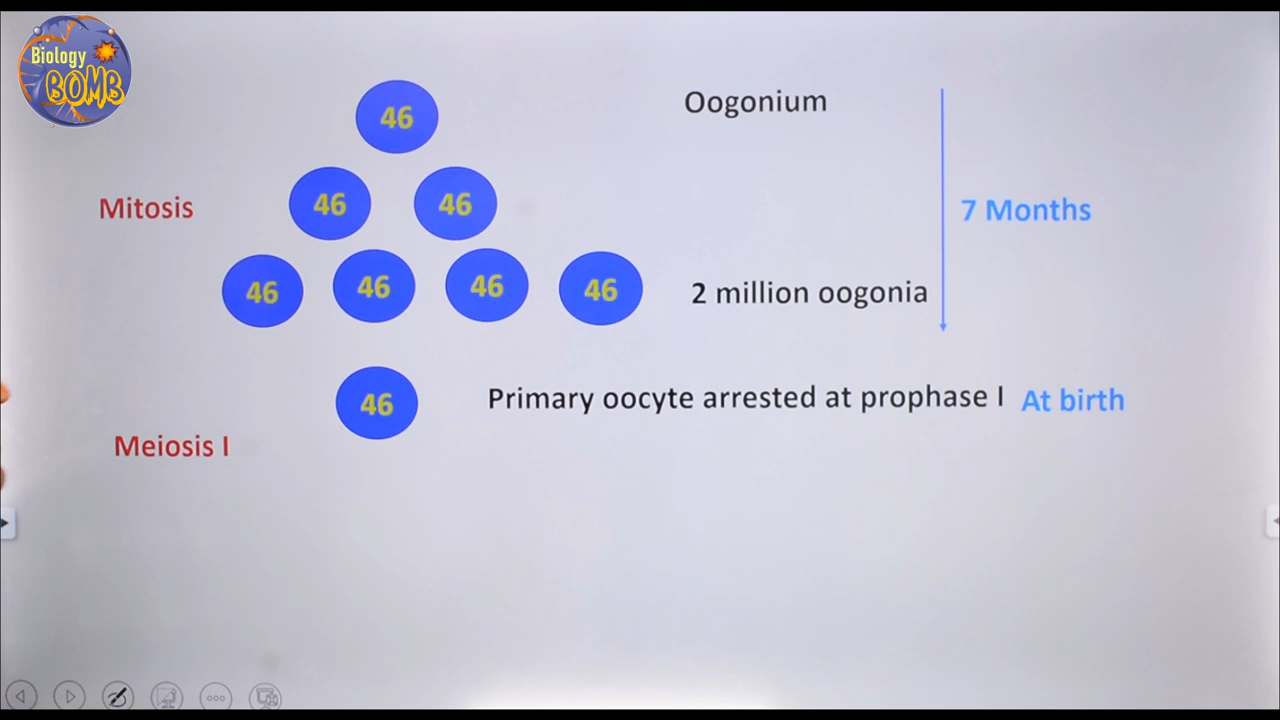 Biology
BOMB
46
Oogonium
Mitosis
46
46
7 Months
46
46
46
46
2 million oogonia
46
Primary oocyte arrested at prophase I
At birth
Meiosis I